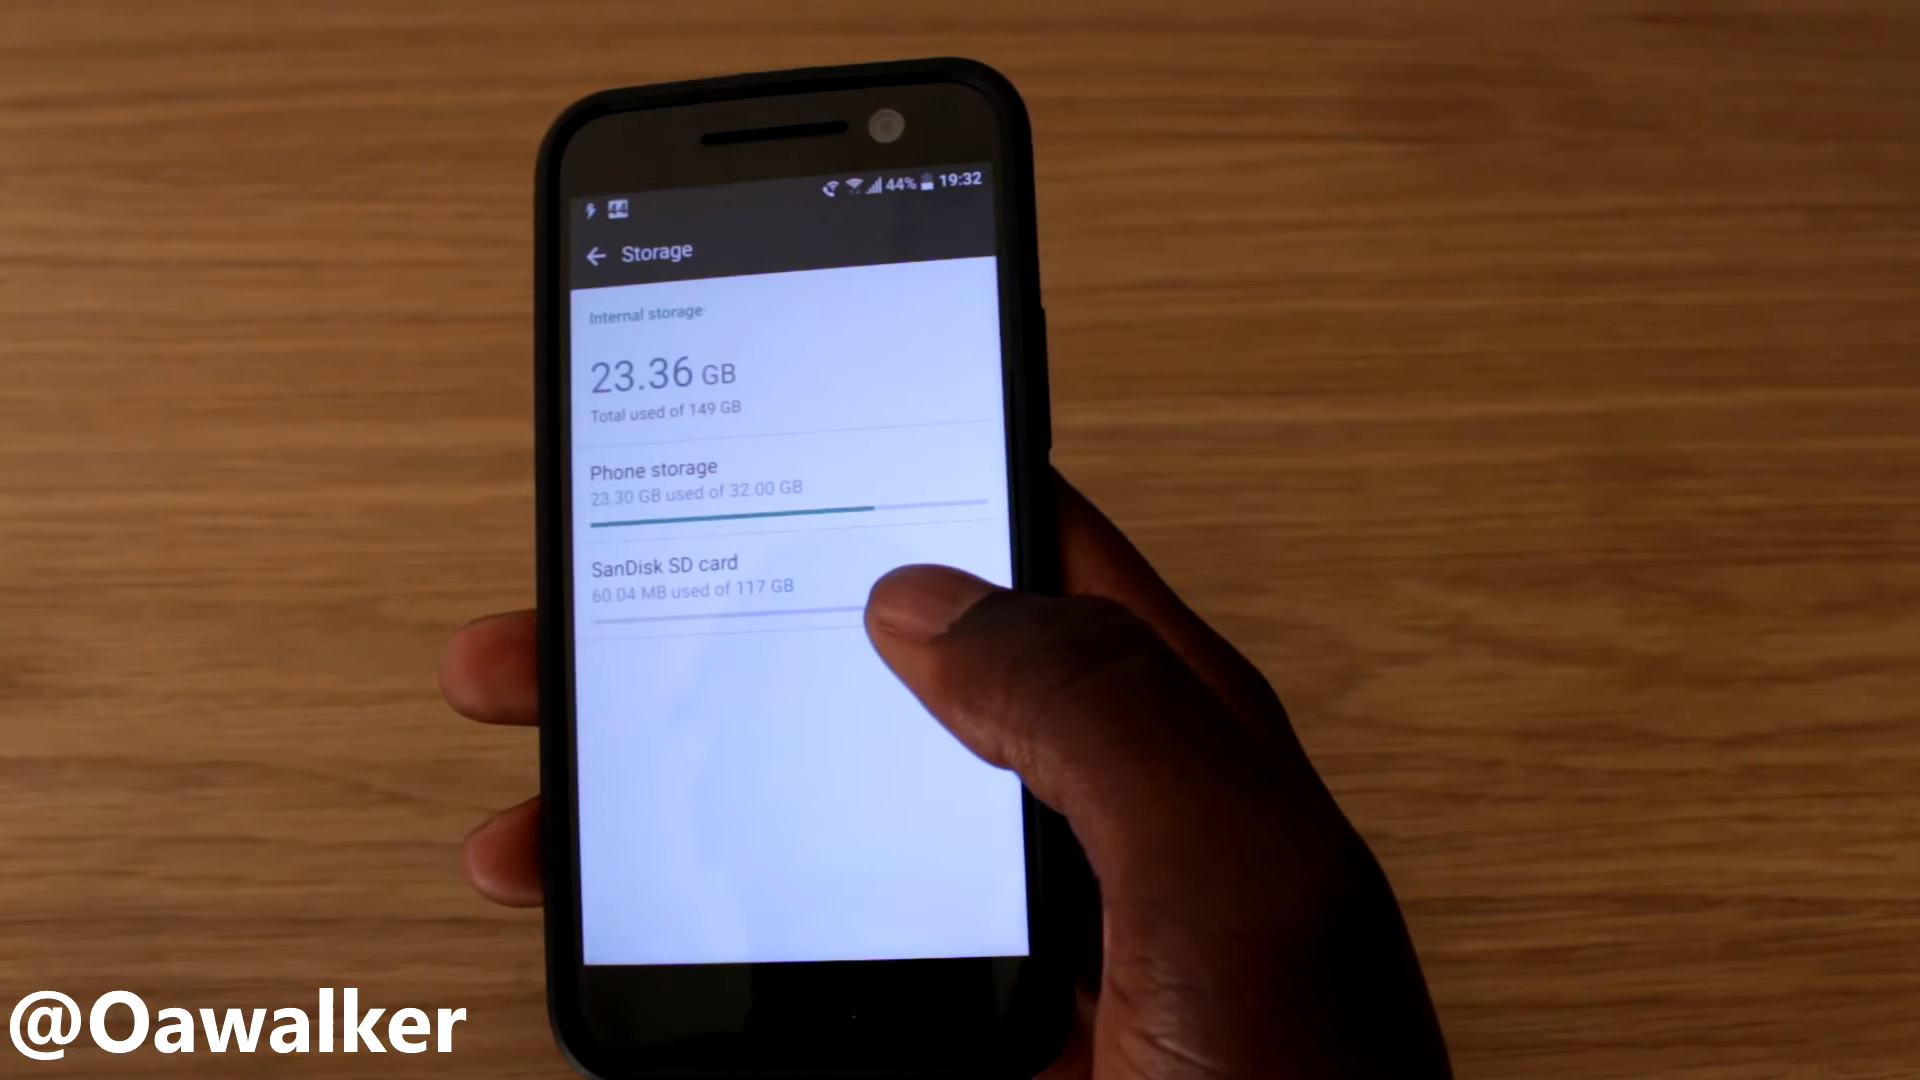 44
44% 19:32
Storage
Internal storage
23.36 GB
Total used of 149 GB
Phone storage
23.30 GB used of 32.00 GB
SanDisk SD card
60.04 MB used of 117 GB
@Oawalker